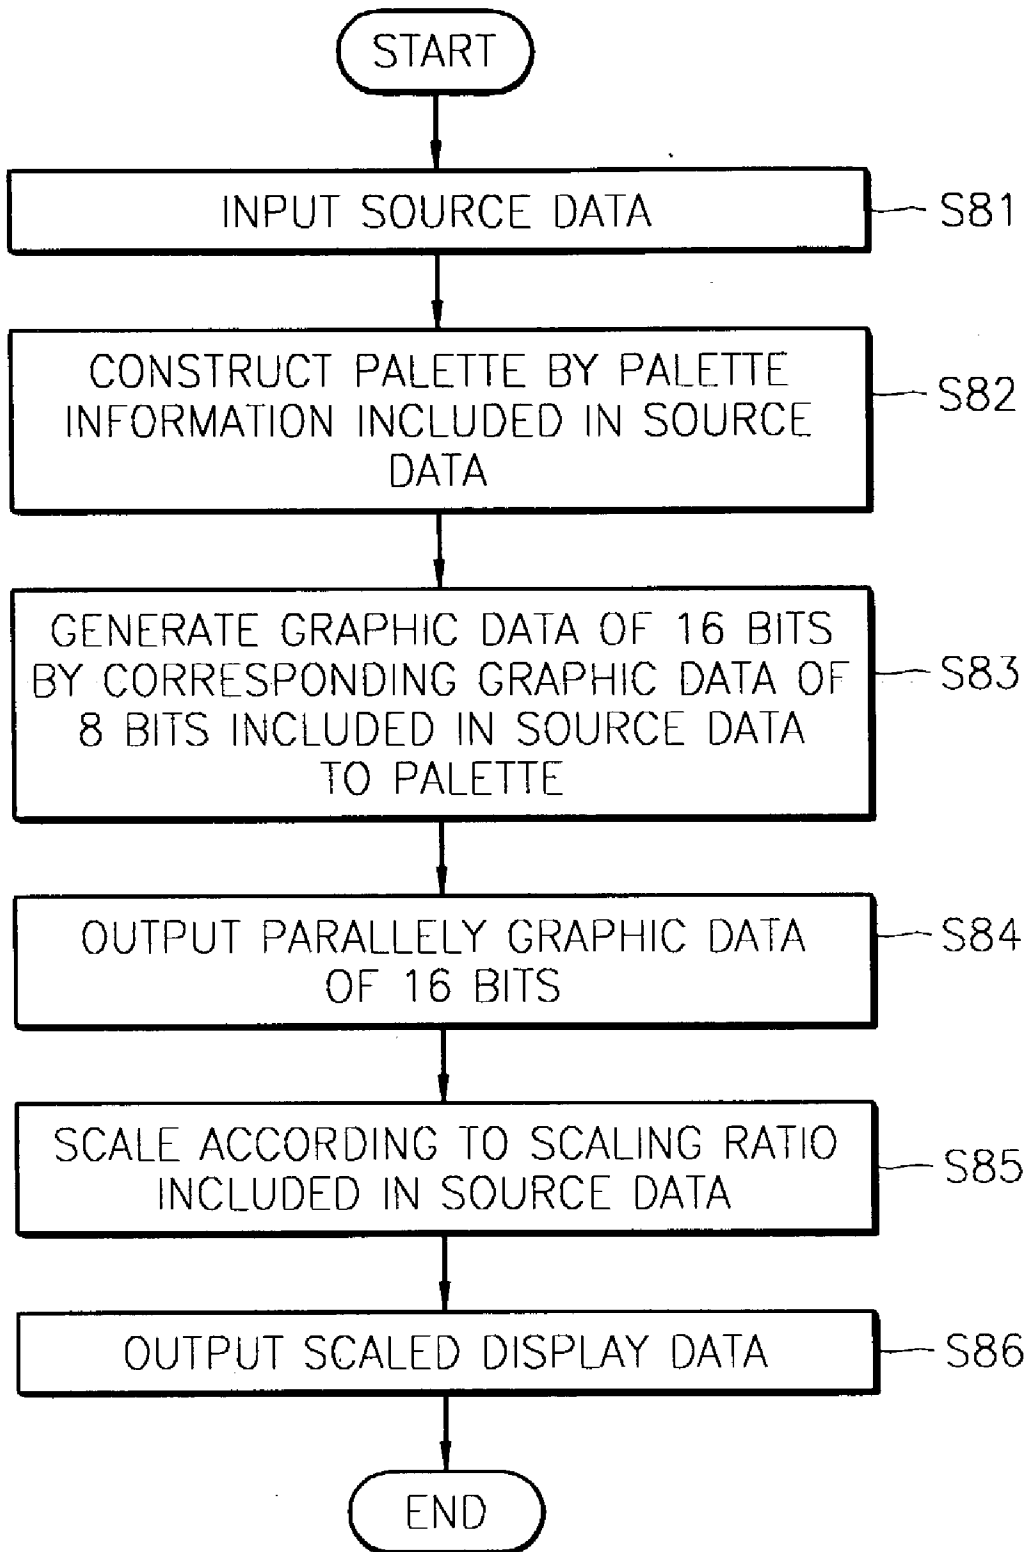 START
INPUT SOURCE DATA
S81
CONSTRUCT PALETTE BY PALETTE
INFORMATION INCLUDED IN SOURCE
DATA
S82
GENERATE GRAPHIC DATA OF 16 BITS
BY CORRESPONDING GRAPHIC DATA OF
8 BITS INCLUDED IN SOURCE DATA
TO PALETTE
S83
OUTPUT PARALLELY GRAPHIC DATA
OF 16 BITS
S84
SCALE ACCORDING TO SCALING RATIO
INCLUDED IN SOURCE DATA
S85
OUTPUT SCALED DISPLAY DATA
S86
END